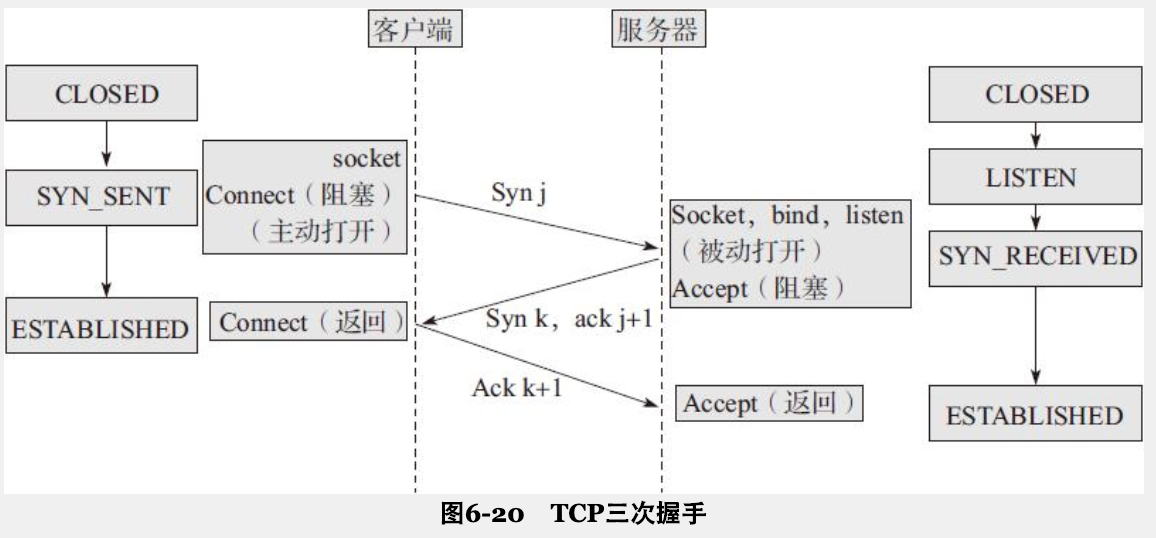 客户端
服务器
CLOSED
SYN_SENT
ESTABLISHED
socket
Connect（阻塞）
（主动打开）
Connect（返回）
Syn j
Syn k，ack j+1
Ack k+1
Socket，bind，listen
（被动打开）
Accept（阻塞）
Accept（返回）
CLOSED
LISTEN
SYN_RECEIVED
ESTABLISHED
图6-20 TCP三次握手